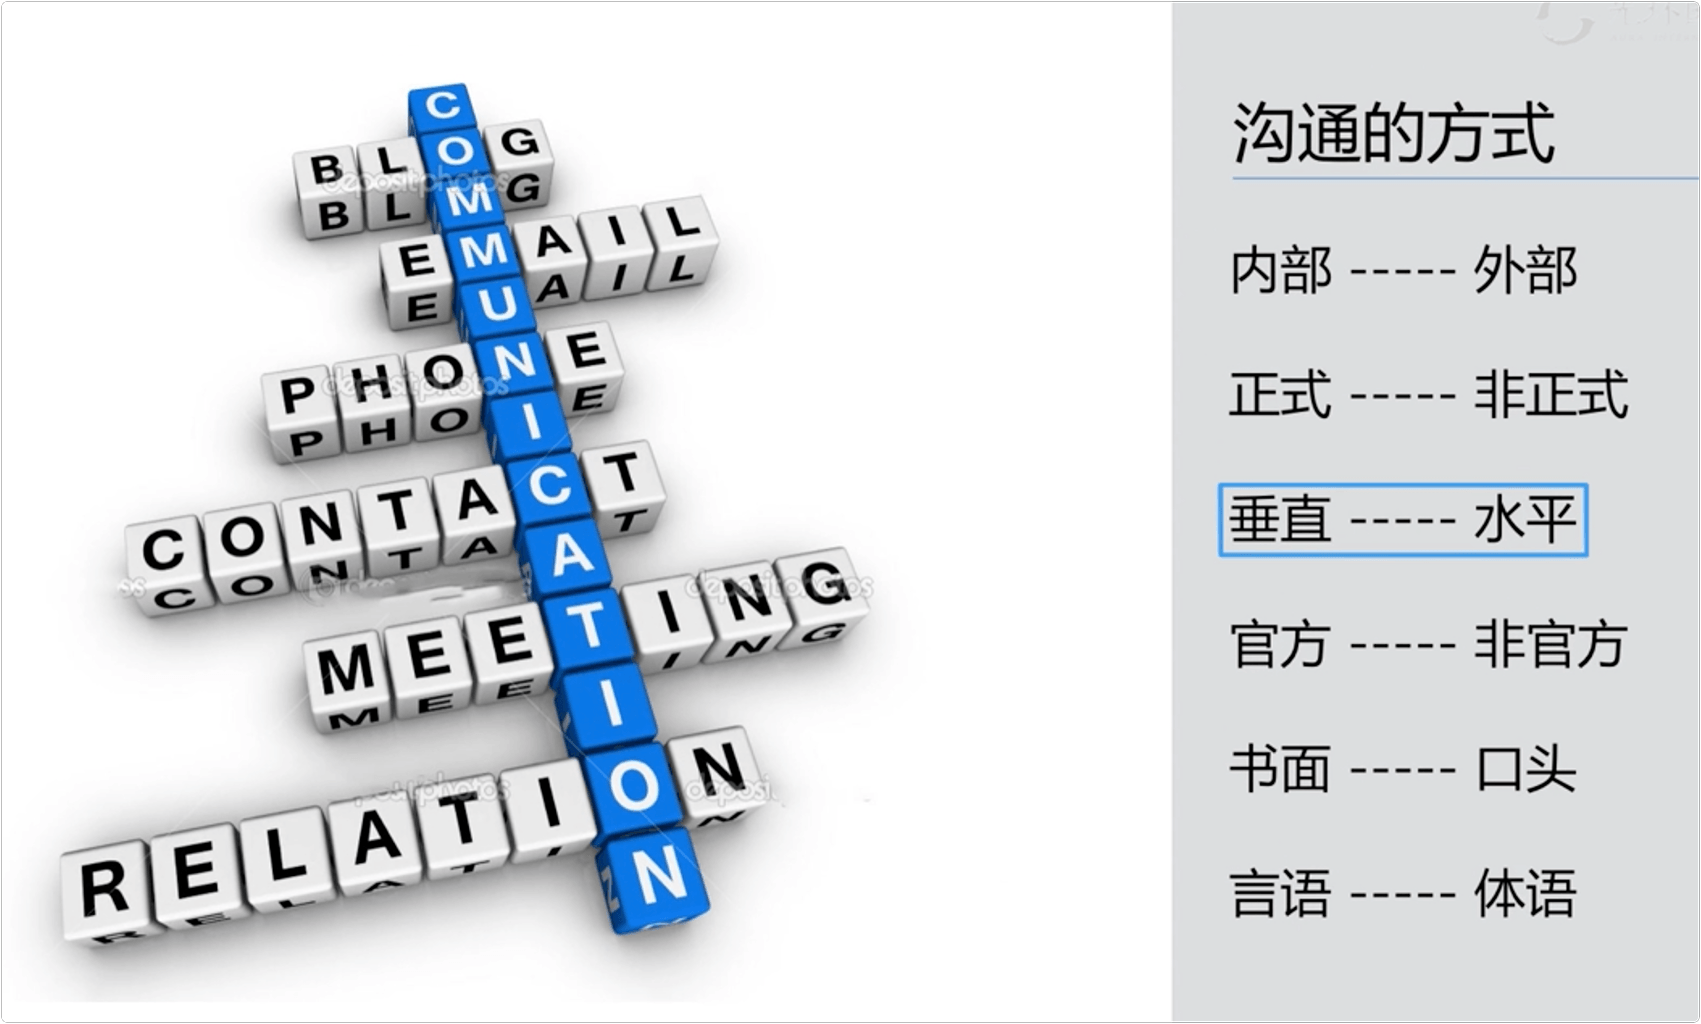 COMMUNICATION
BLOG
EMAIL
PHONE
CONTACT
MEETING
RELATION
沟通的方式
内部 ----- 外部
正式 ----- 非正式
垂直 ----- 水平
官方 ----- 非官方
书面 ----- 口头
言语 ----- 体语
depositphotos
depositphotos
depositphotos